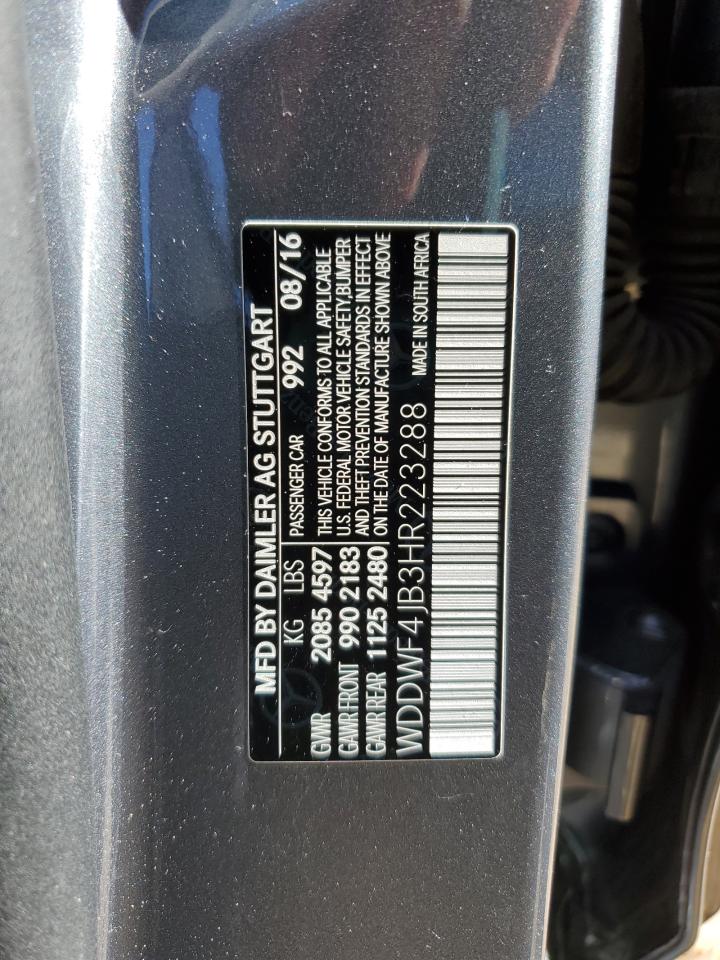 MFD BY DAIMLER AG STUTTGART
KG LBS PASSENGER CAR 992 08/16
GVWR 2085 4597
GAWR FRONT 990 2183
GAWR REAR 1125 2480
THIS VEHICLE CONFORMS TO ALL APPLICABLE
U.S. FEDERAL MOTOR VEHICLE SAFETY, BUMPER
AND THEFT PREVENTION STANDARDS IN EFFECT
ON THE DATE OF MANUFACTURE SHOWN ABOVE
WDDWF4JB3HR223288 MADE IN SOUTH AFRICA